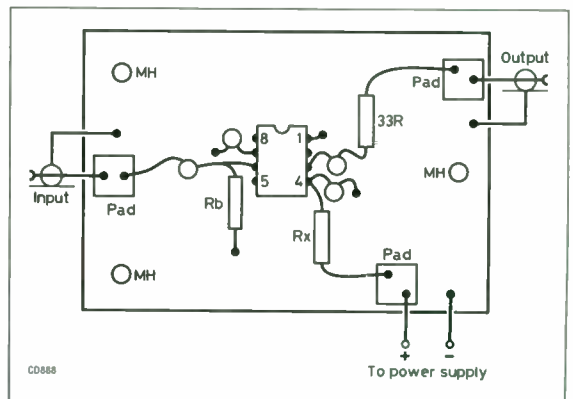 Output
MH
Pad
8 1
33R
MH
5 4
Input
Pad
Rb
Rx
Pad
MH
+ -
To power supply
CD888